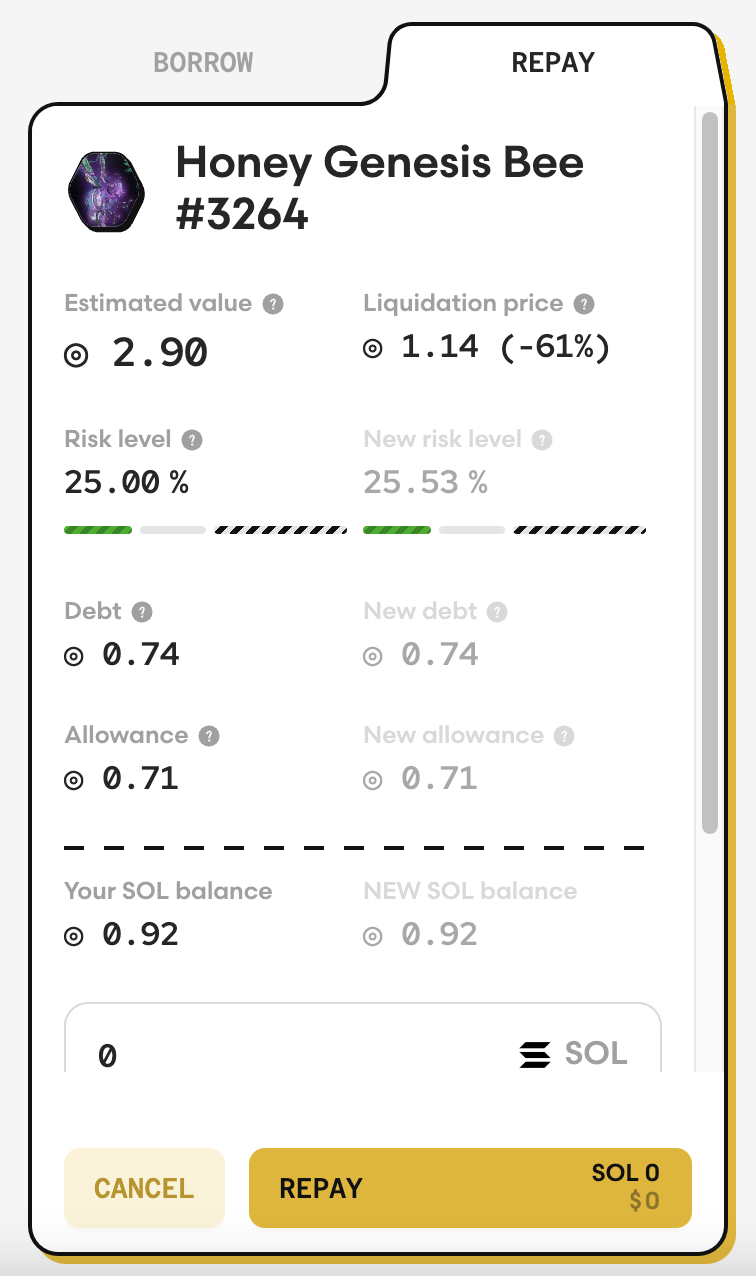 BORROW
REPAY
Honey Genesis Bee
#3264
Estimated value ?
Liquidation price ?
2.90
1.14 (-61%)
Risk level ?
New risk level ?
25.00 %
25.53 %
Debt ?
New debt ?
0.74
0.74
Allowance ?
New allowance ?
0.71
0.71
Your SOL balance
NEW SOL balance
0.92
0.92
0
SOL
CANCEL
REPAY
SOL 0
$0